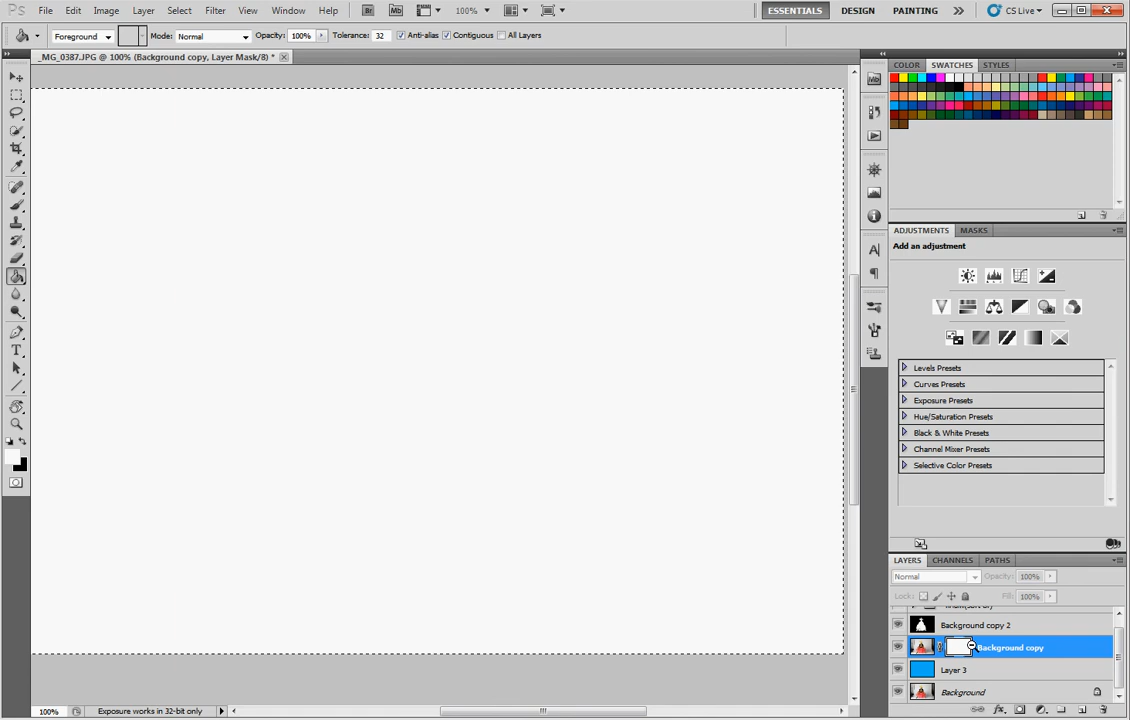 Ps File Edit Image Layer Select Filter View Window Help Br Mb 100% ESSENTIALS DESIGN PAINTING CS Live
Foreground Mode: Normal Opacity: 100% Tolerance: 32 Anti-alias Contiguous All Layers
_MG_0387.JPG @ 100% (Background copy, Layer Mask/8) *
COLOR SWATCHES STYLES
ADJUSTMENTS MASKS
Add an adjustment
Levels Presets
Curves Presets
Exposure Presets
Hue/Saturation Presets
Black & White Presets
Channel Mixer Presets
Selective Color Presets
LAYERS CHANNELS PATHS
Normal Opacity: 100%
Lock: Fill: 100%
Background copy 2
Background copy
Layer 3
Background
100% Exposure works in 32-bit only